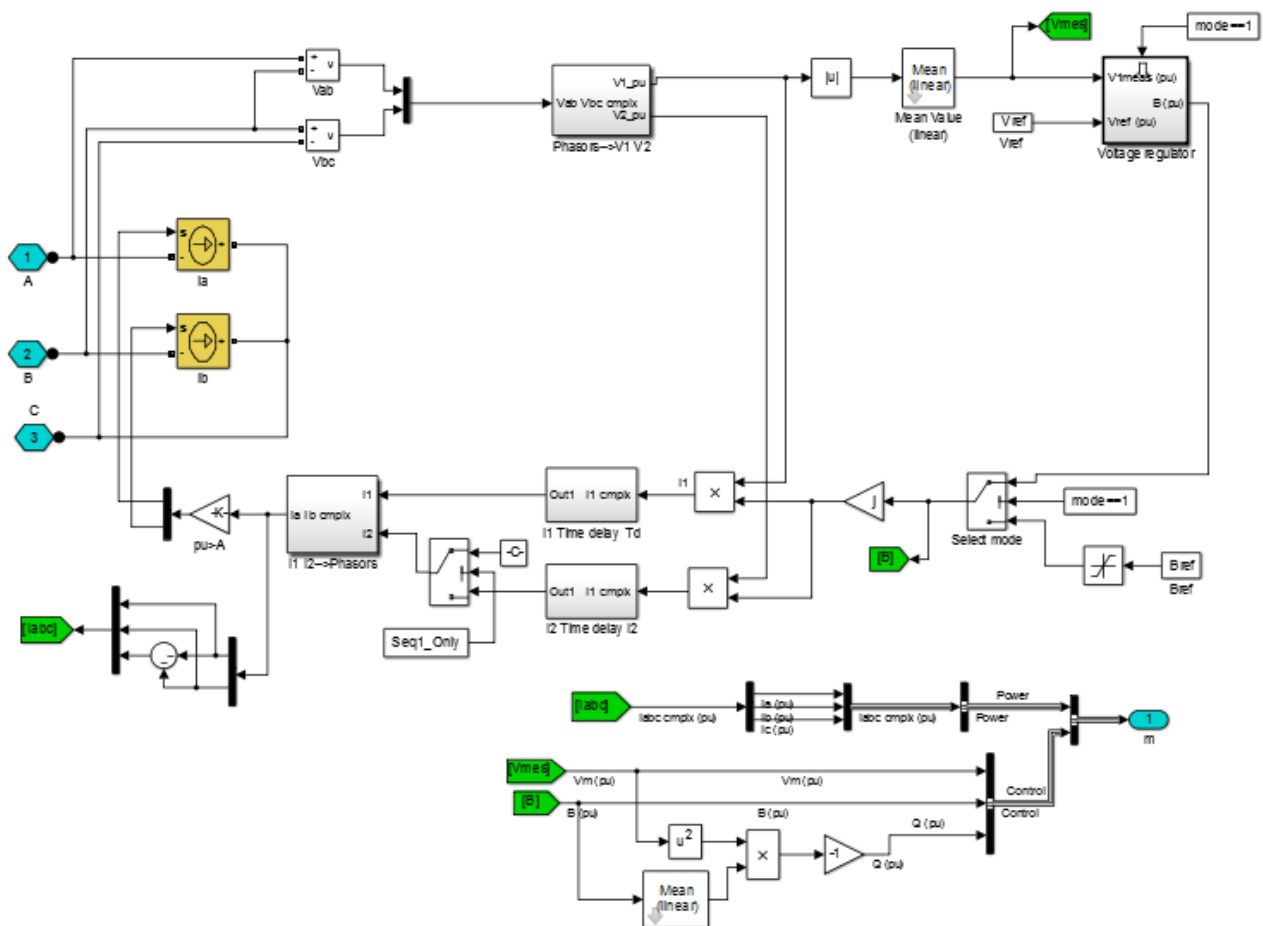 [Vmes]
mode==1
+
-
v
Vab
+
-
v
Vbc
Vab Vbc cmplx
V1_pu
V2_pu
Phasors-->V1 V2
|u|
Mean
(linear)
Mean Value
(linear)
V1meas (pu)
B (pu)
Vref (pu)
Voltage regulator
Vref
Vref
1
A
s
-
+
Ia
2
B
s
-
+
Ib
C
3
-K-
pu>A
Ia Ib cmplx
I1
I2
I1 I2-->Phasors
Out1 I1 cmplx
I1 Time delay Td
I1
×
j
[B]
Select mode
mode==1
Bref
Bref
-C-
Seq1_Only
Out1 I1 cmplx
I2 Time delay I2
×
[Iabc]
-
-
[Iabc]
Iabc cmplx (pu)
Ia (pu)
Ib (pu)
Ic (pu)
Iabc cmplx (pu)
Power
Power
1
m
[Vmes]
Vm (pu)
Vm (pu)
Control
Control
[B]
B (pu)
B (pu)
u2
×
-1
Q (pu)
Q (pu)
Mean
(linear)